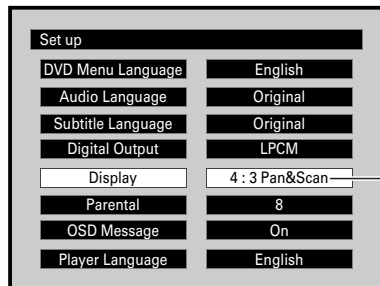 Set up
DVD Menu Language English
Audio Language Original
Subtitle Language Original
Digital Output LPCM
Display 4 : 3 Pan&Scan
Parental 8
OSD Message On
Player Language English